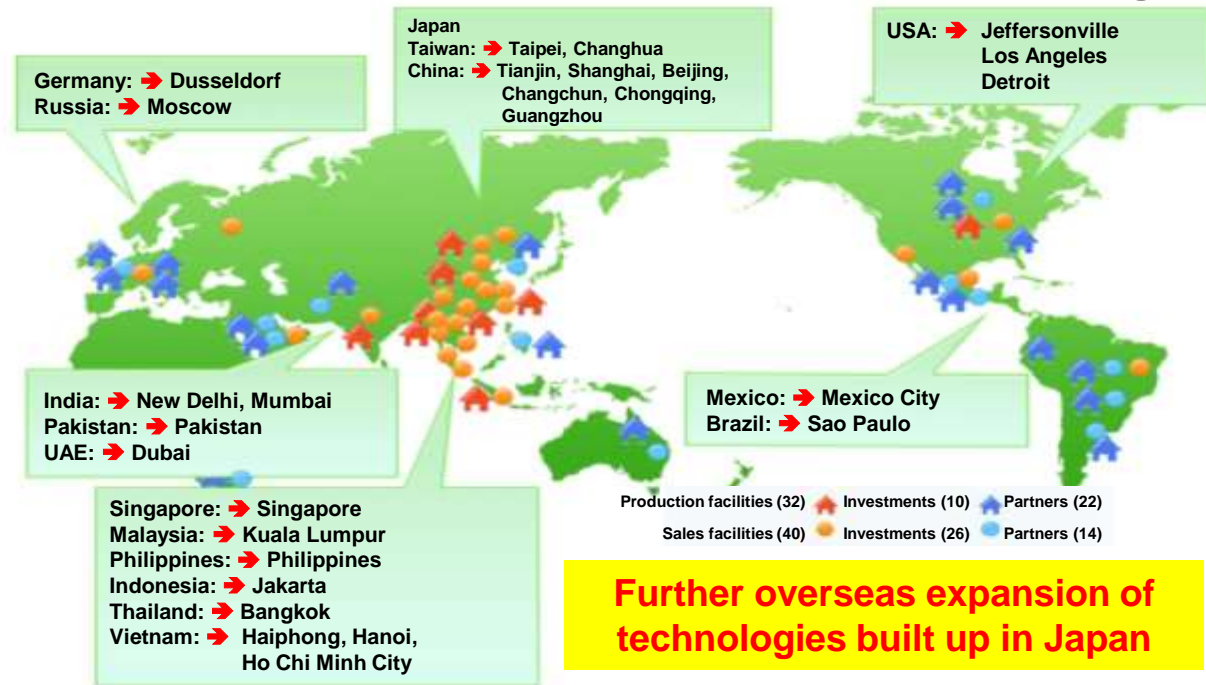 Germany: ➔ Dusseldorf
Russia: ➔ Moscow
Japan
Taiwan: ➔ Taipei, Changhua
China: ➔ Tianjin, Shanghai, Beijing,
Changchun, Chongqing,
Guangzhou
USA: ➔ Jeffersonville
Los Angeles
Detroit
India: ➔ New Delhi, Mumbai
Pakistan: ➔ Pakistan
UAE: ➔ Dubai
Mexico: ➔ Mexico City
Brazil: ➔ Sao Paulo
Singapore: ➔ Singapore
Malaysia: ➔ Kuala Lumpur
Philippines: ➔ Philippines
Indonesia: ➔ Jakarta
Thailand: ➔ Bangkok
Vietnam: ➔ Haiphong, Hanoi,
Ho Chi Minh City
Production facilities (32) Investments (10) Partners (22)
Sales facilities (40) Investments (26) Partners (14)
Further overseas expansion of
technologies built up in Japan